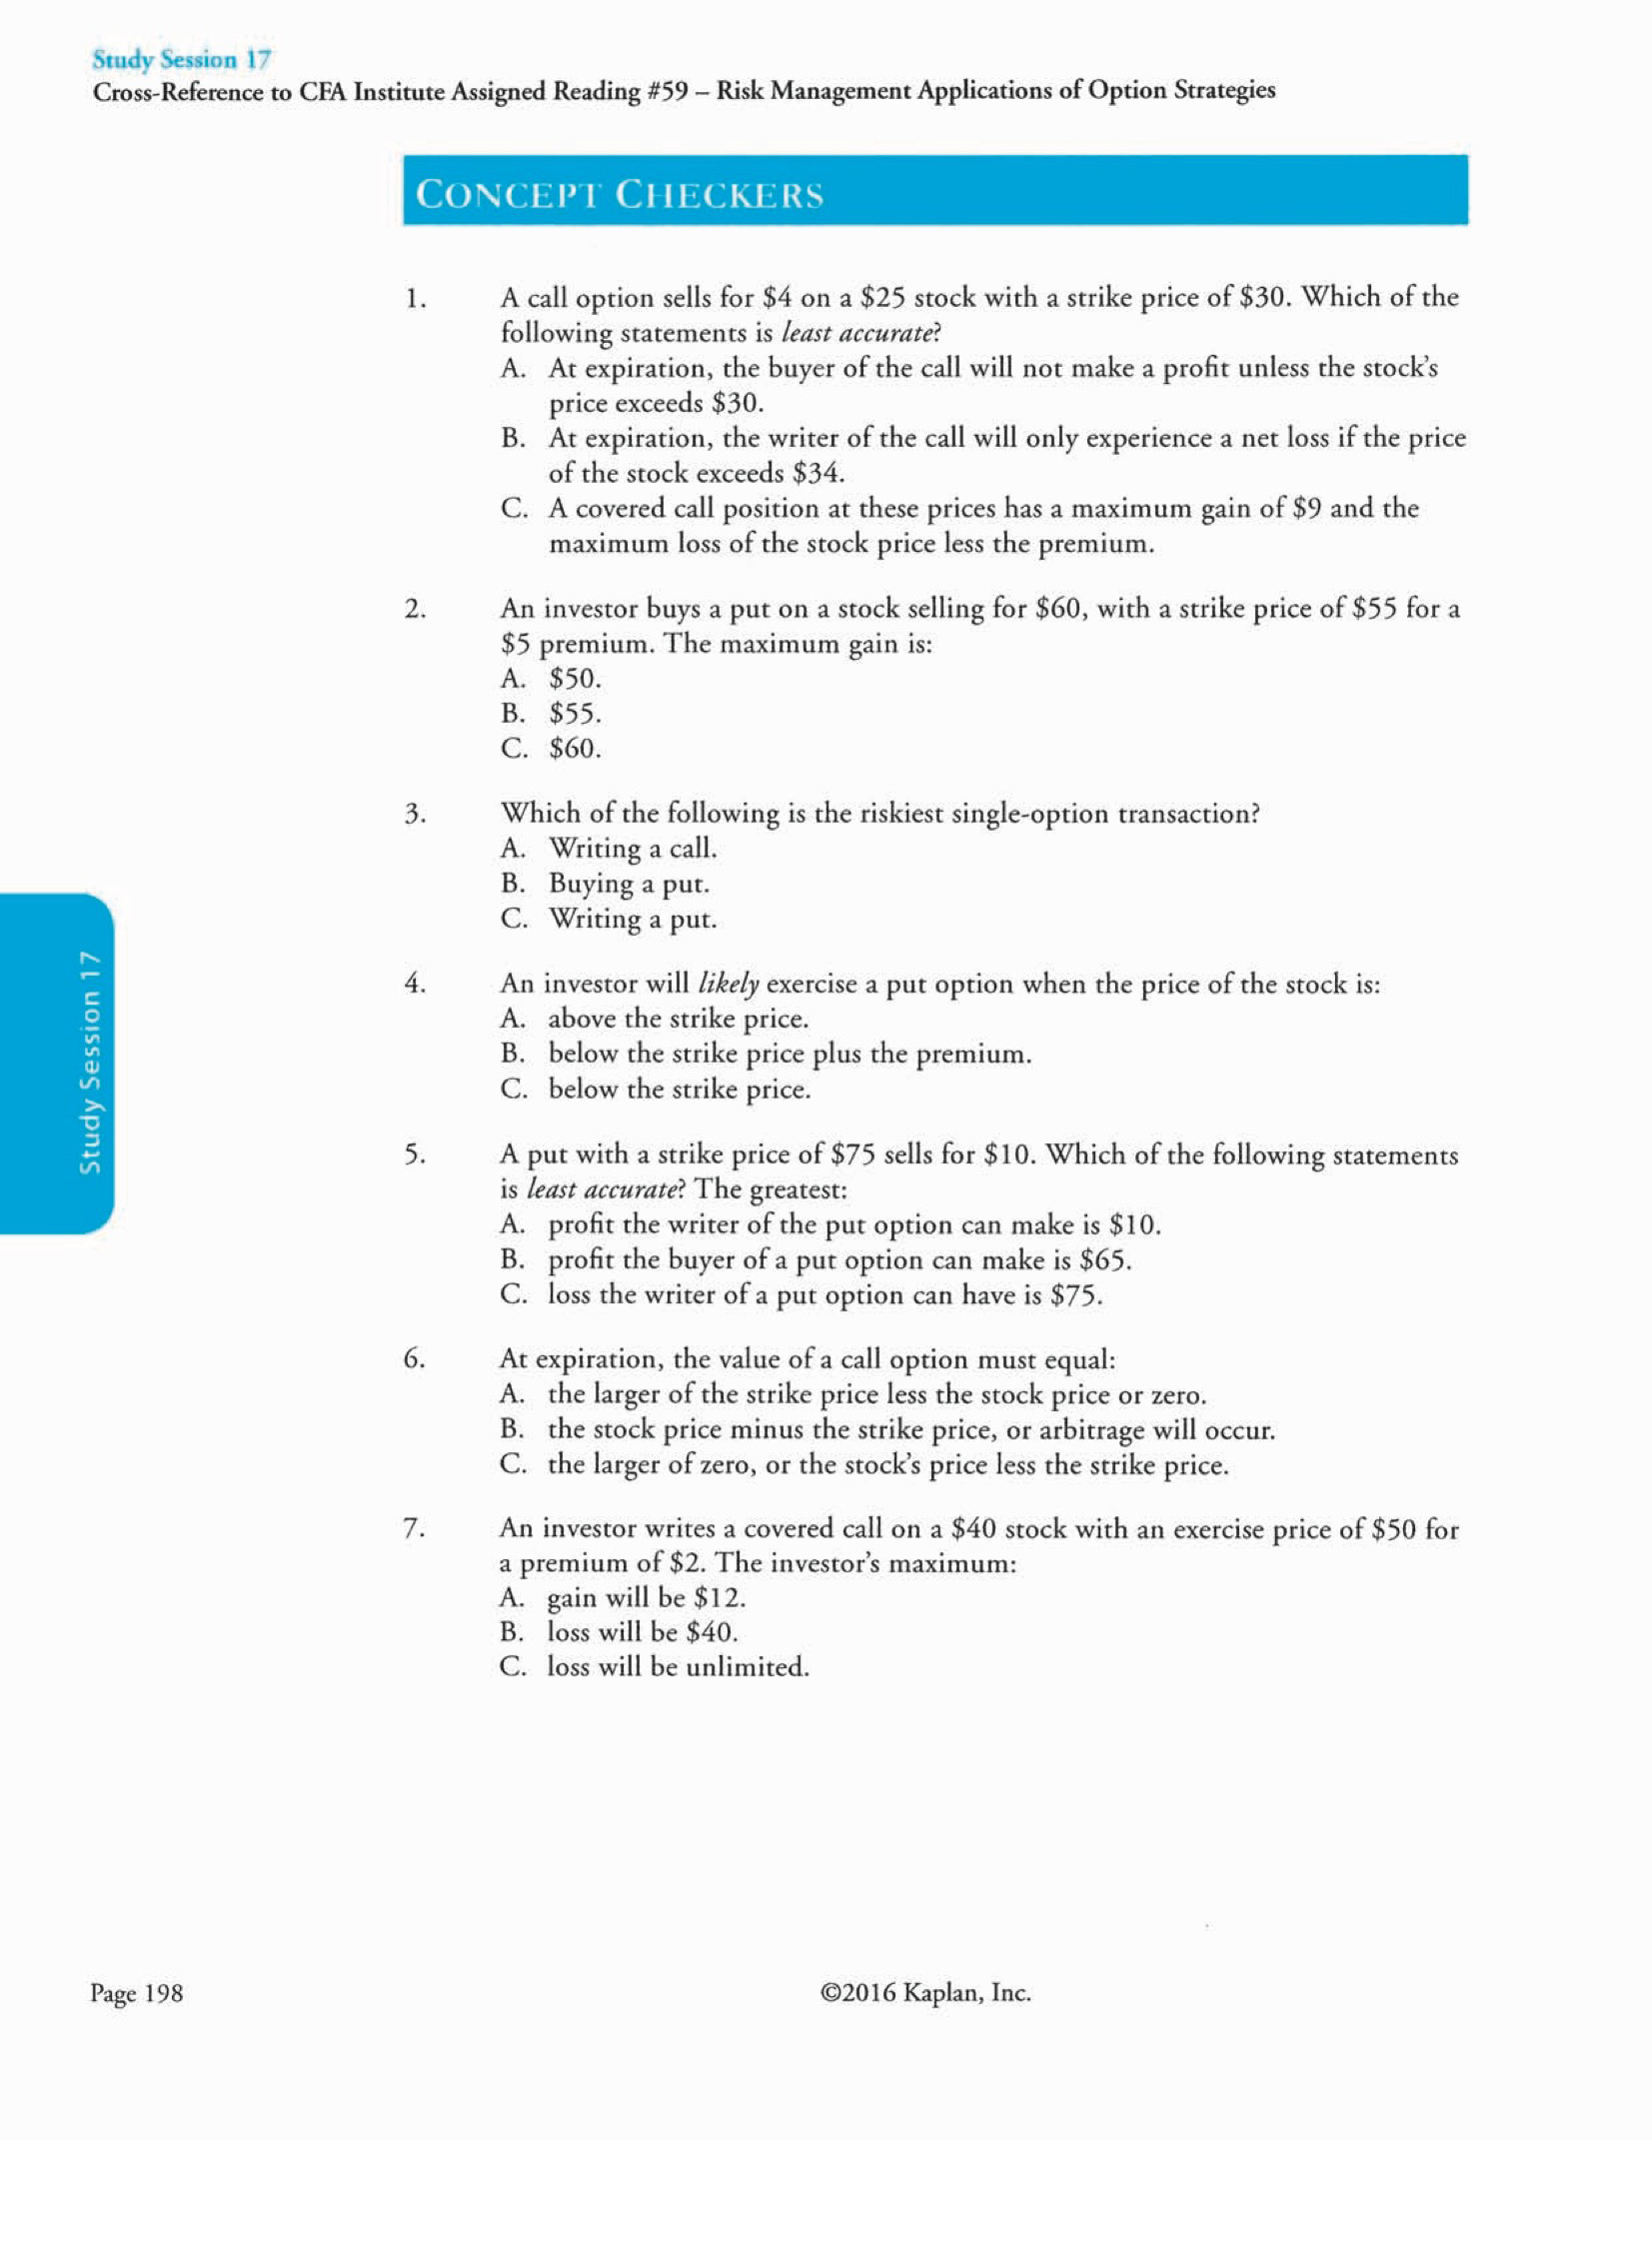 Study Session 17
Cross-Reference to CFA Institute Assigned Reading #59 – Risk Management Applications of Option Strategies
CONCEPT CHECKERS
1. A call option sells for $4 on a $25 stock with a strike price of $30. Which of the
following statements is least accurate?
A. At expiration, the buyer of the call will not make a profit unless the stock's
price exceeds $30.
B. At expiration, the writer of the call will only experience a net loss if the price
of the stock exceeds $34.
C. A covered call position at these prices has a maximum gain of $9 and the
maximum loss of the stock price less the premium.
2. An investor buys a put on a stock selling for $60, with a strike price of $55 for a
$5 premium. The maximum gain is:
A. $50.
B. $55.
C. $60.
3. Which of the following is the riskiest single-option transaction?
A. Writing a call.
B. Buying a put.
C. Writing a put.
4. An investor will likely exercise a put option when the price of the stock is:
A. above the strike price.
B. below the strike price plus the premium.
C. below the strike price.
Study Session 17
5. A put with a strike price of $75 sells for $10. Which of the following statements
is least accurate? The greatest:
A. profit the writer of the put option can make is $10.
B. profit the buyer of a put option can make is $65.
C. loss the writer of a put option can have is $75.
6. At expiration, the value of a call option must equal:
A. the larger of the strike price less the stock price or zero.
B. the stock price minus the strike price, or arbitrage will occur.
C. the larger of zero, or the stock's price less the strike price.
7. An investor writes a covered call on a $40 stock with an exercise price of $50 for
a premium of $2. The investor's maximum:
A. gain will be $12.
B. loss will be $40.
C. loss will be unlimited.
Page 198
©2016 Kaplan, Inc.